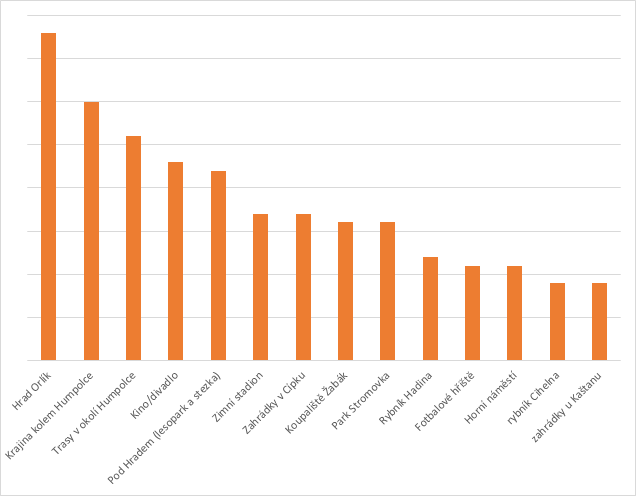 Hrad Orlík
Krajina kolem Humpolce
Trasy v okolí Humpolce
Kino/divadlo
Pod Hradem (lesopark a stezka)
Zimní stadion
Zahrádky v Cípku
Koupaliště Žabák
Park Stromovka
Rybník Hadina
Fotbalové hřiště
Horní náměstí
rybník Cihelna
zahrádky u Kaštanu